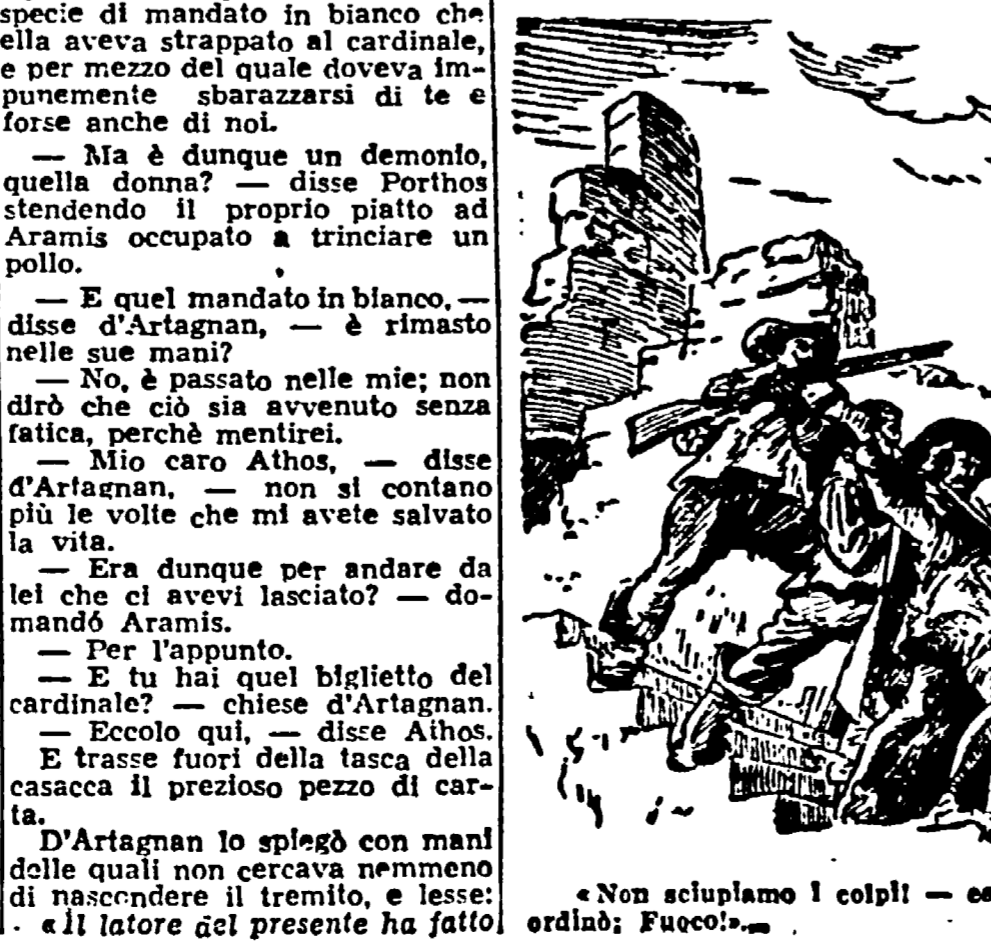 specie di mandato in bianco che
ella aveva strappato al cardinale,
e per mezzo del quale doveva im-
punemente sbarazzarsi di te e
forse anche di noi.
— Ma è dunque un demonio,
quella donna? — disse Porthos
stendendo il proprio piatto ad
Aramis occupato a trinciare un
pollo.
— E quel mandato in bianco, —
disse d'Artagnan, — è rimasto
nelle sue mani?
— No, è passato nelle mie; non
dirò che ciò sia avvenuto senza
fatica, perchè mentirei.
— Mio caro Athos, — disse
d'Artagnan, — non si contano
più le volte che mi avete salvato
la vita.
— Era dunque per andare da
lei che ci avevi lasciato? — do-
mandó Aramis.
— Per l'appunto.
— E tu hai quel biglietto del
cardinale? — chiese d'Artagnan.
— Eccolo qui, — disse Athos.
E trasse fuori della tasca della
casacca il prezioso pezzo di car-
ta.
D'Artagnan lo spiegò con mani
delle quali non cercava nemmeno
di nascondere il tremito, e lesse:
«Il latore del presente ha fatto
«Non sciupiamo i colpi! —
ordinò; Fuoco!».